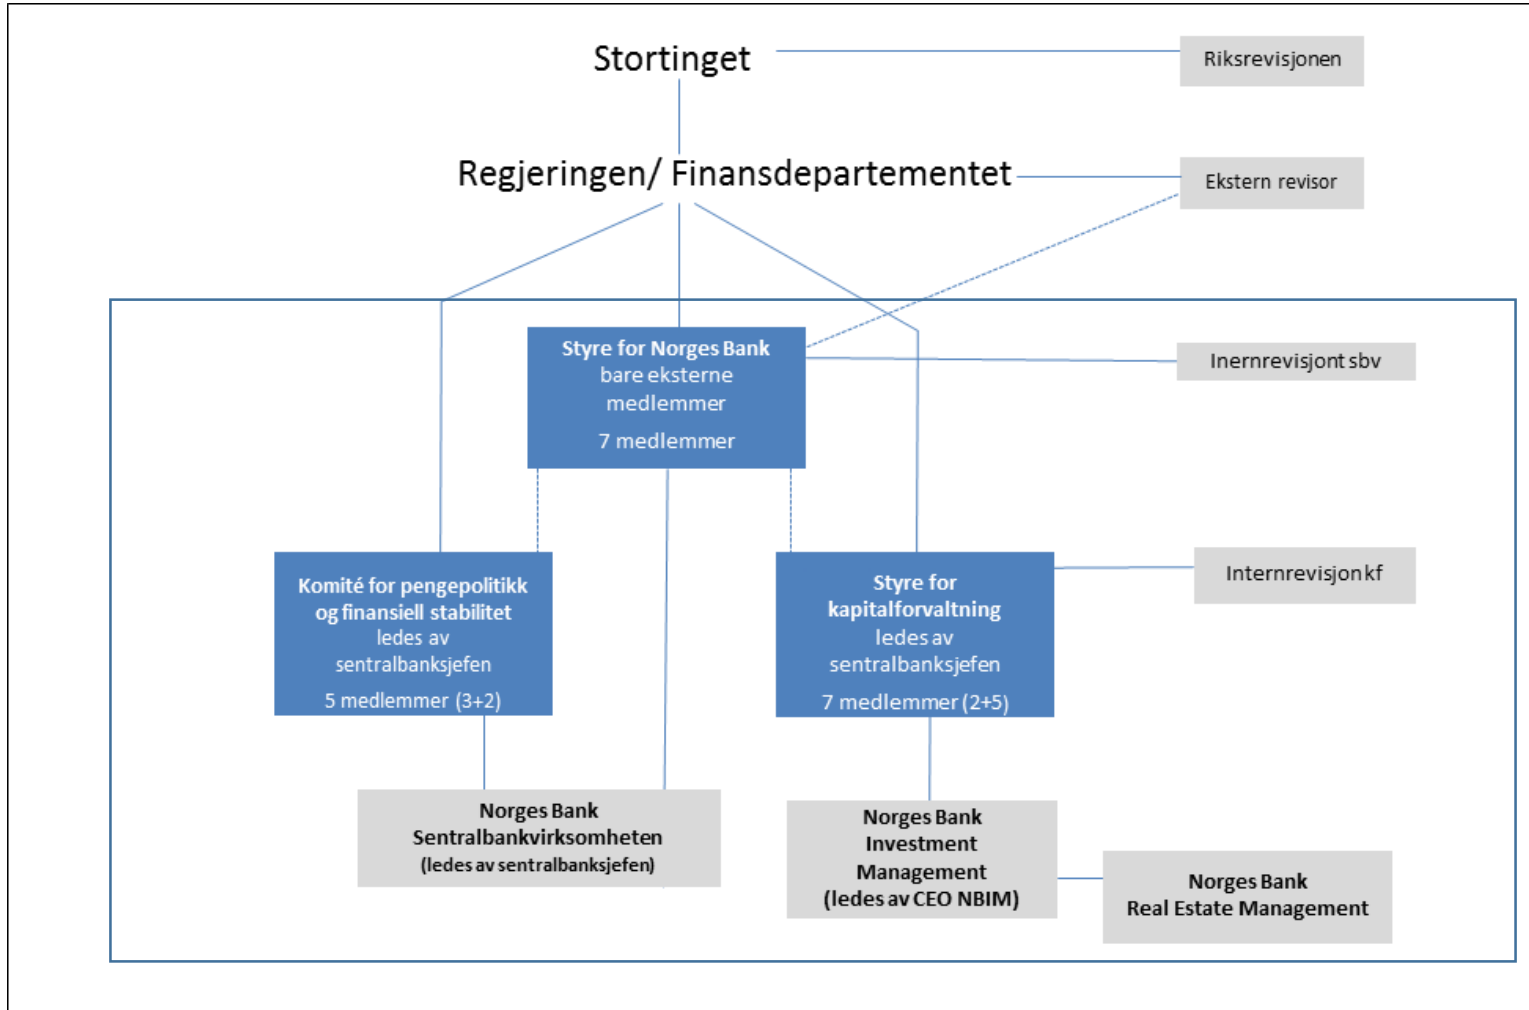 Stortinget
Riksrevisjonen
Regjeringen/ Finansdepartementet
Ekstern revisor
Styre for Norges Bank
bare eksterne
medlemmer
7 medlemmer
Inernrevisjont sbv
Komité for pengepolitikk
og finansiell stabilitet
ledes av
sentralbanksjefen
5 medlemmer (3+2)
Styre for
kapitalforvaltning
ledes av
sentralbanksjefen
7 medlemmer (2+5)
Internrevisjon kf
Norges Bank
Sentralbankvirksomheten
(ledes av sentralbanksjefen)
Norges Bank
Investment
Management
(ledes av CEO NBIM)
Norges Bank
Real Estate Management